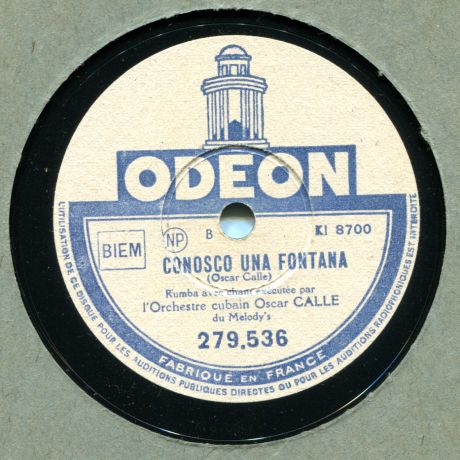 ODEON
BIEM
NP
B
KI 8700
CONOSCO UNA FONTANA
(Oscar Calle)
Rumba avec chant exécutée par
l'Orchestre cubain Oscar CALLE
du Melody's
279,536
FABRIQUÉ EN FRANCE
L'UTILISATION DE CE DISQUE POUR LES AUDITIONS PUBLIQUES DIRECTES OU POUR LES AUDITIONS RADIOPHONIQUES EST INTERDITE